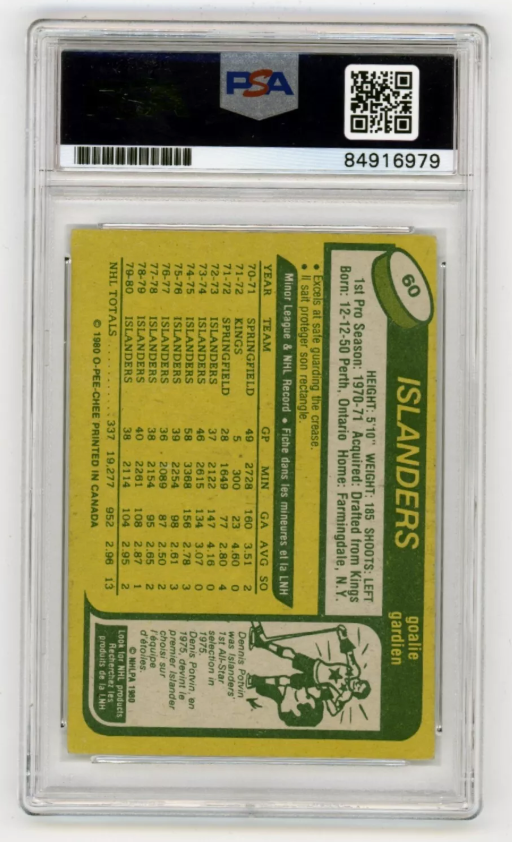 PSA
84916979
60
ISLANDERS
goalie
gardien
HEIGHT: 5'10" WEIGHT: 185 SHOOTS: LEFT
1st Pro Season: 1970-71 Acquired: Drafted from Kings
Born: 12-12-50 Perth, Ontario Home: Farmingdale, N.Y.
• Excels at safe guarding the crease.
• Il sait protéger son rectangle.
Minor League & NHL Record • Fiche dans les mineures et la LNH
YEAR TEAM GP MIN GA AVG SO
70-71 SPRINGFIELD 49 2728 160 3.51 2
71-72 KINGS 5 300 23 4.60 0
71-72 SPRINGFIELD 28 1649 77 2.80 4
72-73 ISLANDERS 37 2122 147 4.16 0
73-74 ISLANDERS 46 2615 134 3.07 0
74-75 ISLANDERS 58 3368 156 2.78 3
75-76 ISLANDERS 39 2254 98 2.61 3
76-77 ISLANDERS 36 2089 87 2.50 2
77-78 ISLANDERS 38 2154 95 2.65 2
78-79 ISLANDERS 40 2261 108 2.87 1
79-80 ISLANDERS 38 2114 104 2.95 2
NHL TOTALS . . . . . . . . . . . 337 19,277 952 2.96 13
© 1980 O-PEE-CHEE PRINTED IN CANADA
Dennis Potvin
was Islanders'
1st All-Star
selection in
1975.
Denis Potvin, en
1975, devint le
premier Islander
choisi sur
l'équipe
d'étoiles.
© NHLPA 1980
Look for NHL products
Recherchez les
produits de la LNH